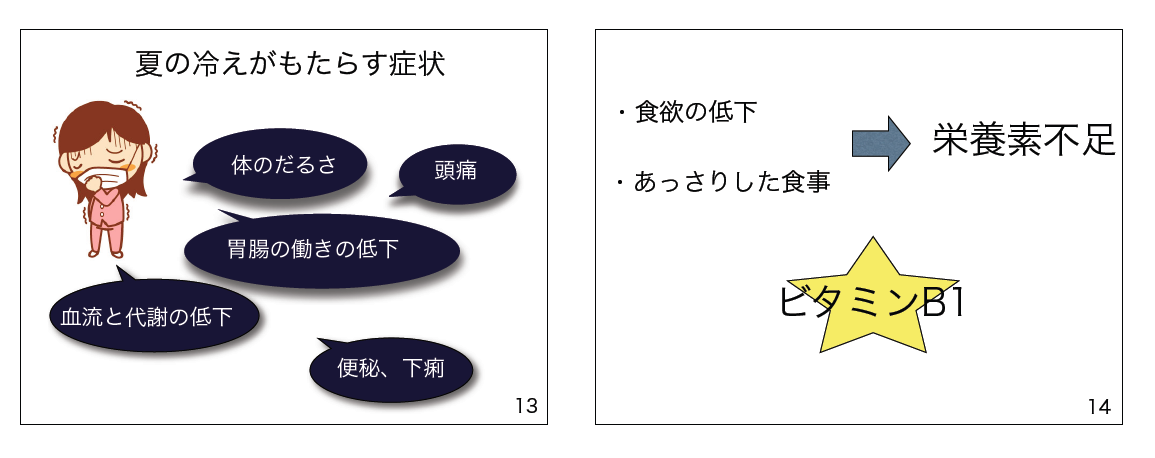 夏の冷えがもたらす症状
体のだるさ
頭痛
胃腸の働きの低下
血流と代謝の低下
便秘、下痢
13
・食欲の低下
栄養素不足
・あっさりした食事
ビタミンB1
14